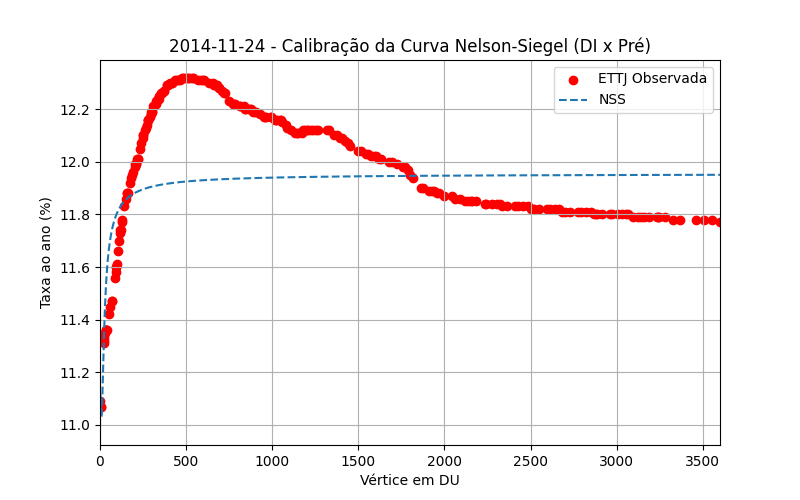 2014-11-24 - Calibração da Curva Nelson-Siegel (DI x Pré)
ETTJ Observada
NSS
Taxa ao ano (%)
12.2
12.0
11.8
11.6
11.4
11.2
11.0
0 500 1000 1500 2000 2500 3000 3500
Vértice em DU